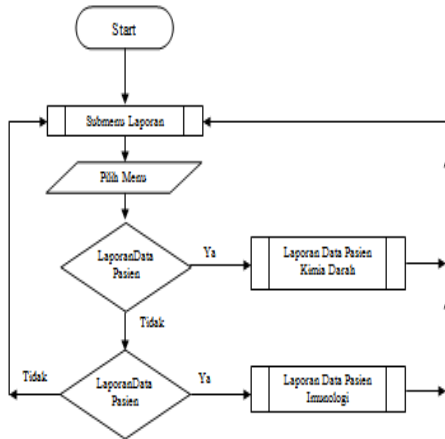 Start
Submenu Laporan
Pilih Menu
LaporanData
Pasien
Ya
Laporan Data Pasien
Kimia Darah
Tidak
Tidak
LaporanData
Pasien
Ya
Laporan Data Pasien
Imunologi